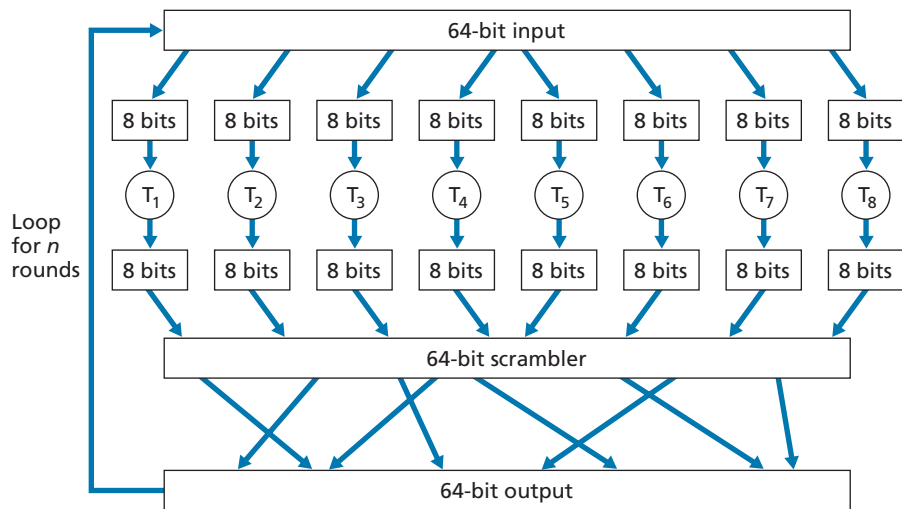 64-bit input
8 bits 8 bits 8 bits 8 bits 8 bits 8 bits 8 bits 8 bits
T1 T2 T3 T4 T5 T6 T7 T8
Loop
for n
rounds
8 bits 8 bits 8 bits 8 bits 8 bits 8 bits 8 bits 8 bits
64-bit scrambler
64-bit output